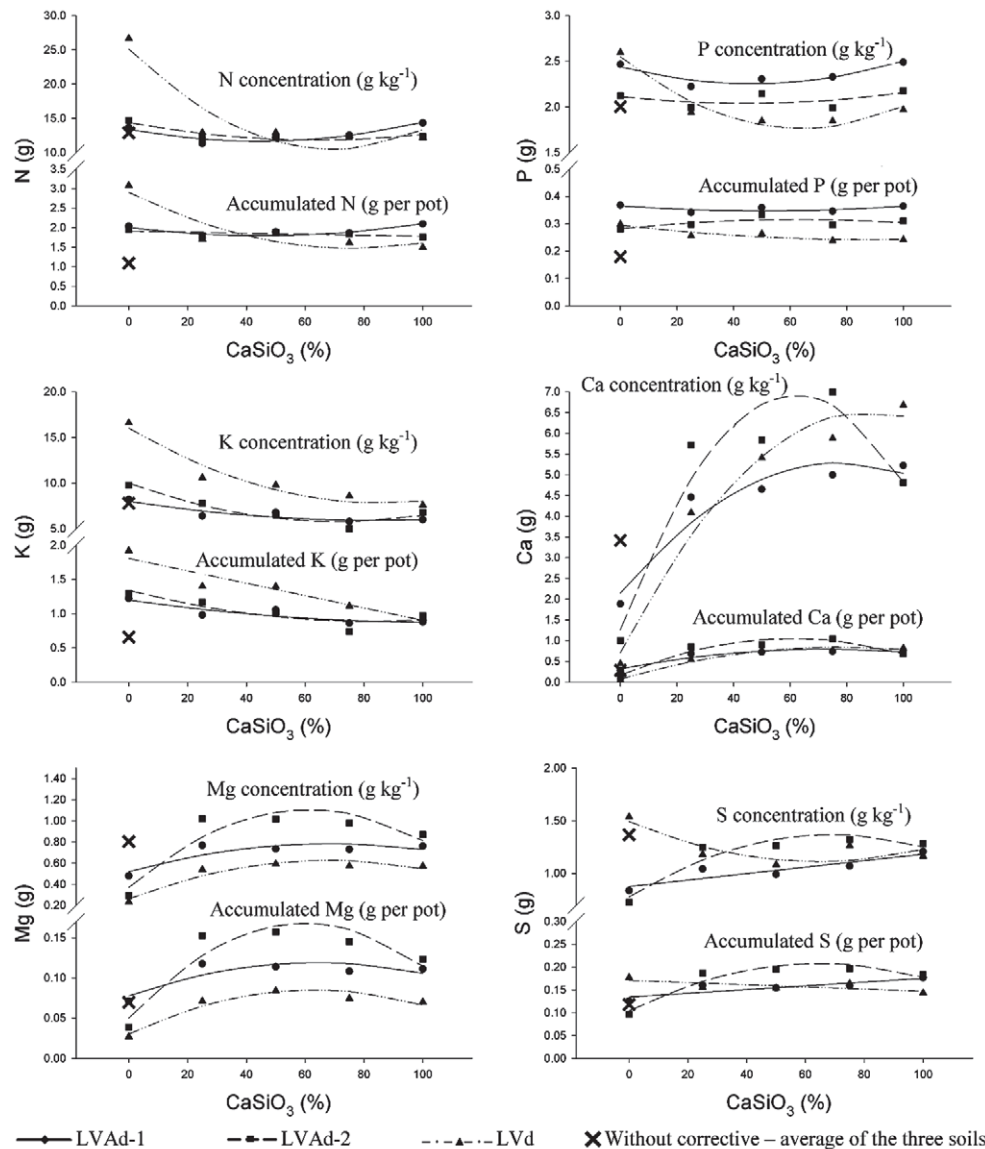 N concentration (g kg⁻¹)
Accumulated N (g per pot)
N (g)
30.0
25.0
20.0
15.0
10.0
3.5
3.0
2.5
2.0
1.5
1.0
0.5
0.0
0 20 40 60 80 100
CaSiO₃ (%)
P concentration (g kg⁻¹)
Accumulated P (g per pot)
P (g)
3.0
2.5
2.0
1.5
0.4
0.3
0.2
0.1
0.0
0 20 40 60 80 100
CaSiO₃ (%)
K concentration (g kg⁻¹)
Accumulated K (g per pot)
K (g)
20.0
15.0
10.0
5.0
2.0
1.5
1.0
0.5
0.0
0 20 40 60 80 100
CaSiO₃ (%)
Ca concentration (g kg⁻¹)
Accumulated Ca (g per pot)
Ca (g)
7.0
6.5
6.0
5.5
5.0
4.5
4.0
3.5
3.0
2.5
2.0
1.5
1.0
0.5
0.0
0 20 40 60 80 100
CaSiO₃ (%)
Mg concentration (g kg⁻¹)
Accumulated Mg (g per pot)
Mg (g)
1.40
1.20
1.00
0.80
0.60
0.40
0.20
0.15
0.10
0.05
0.00
0 20 40 60 80 100
CaSiO₃ (%)
S concentration (g kg⁻¹)
Accumulated S (g per pot)
S (g)
2.00
1.50
1.00
0.50
0.30
0.25
0.20
0.15
0.10
0.05
0.00
0 20 40 60 80 100
CaSiO₃ (%)
LVAd-1 LVAd-2 LVd Without corrective – average of the three soils